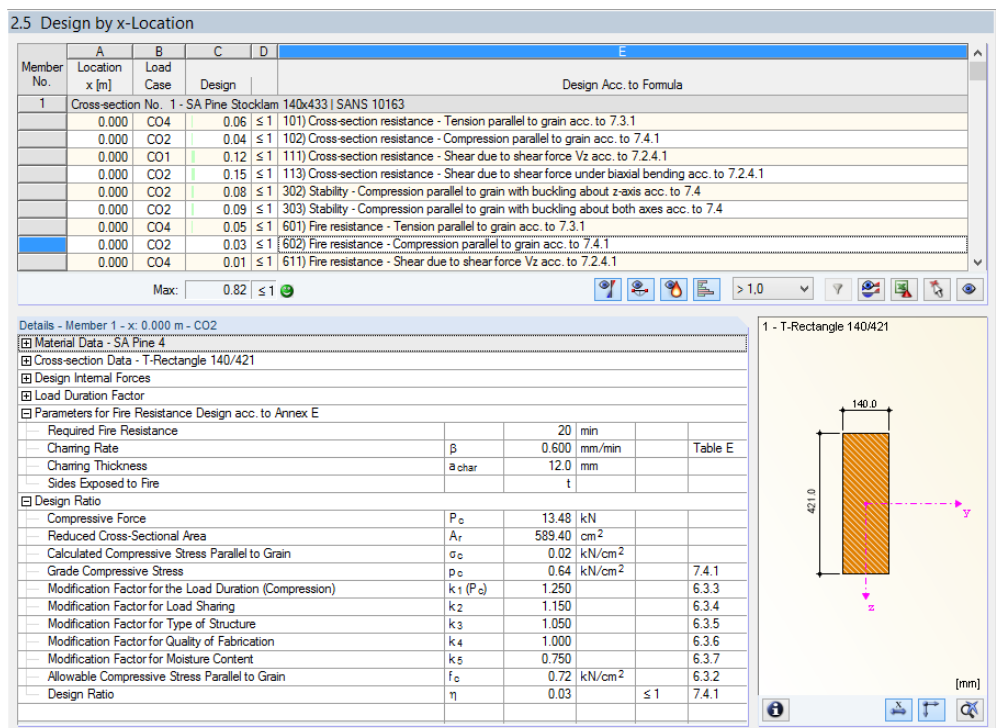 2.5 Design by x-Location
A B C D E
Member Location Load
No. x [m] Case Design Design Acc. to Formula
1 Cross-section No. 1 - SA Pine Stocklam 140x433 | SANS 10163
0.000 CO4 0.06 ≤ 1 101) Cross-section resistance - Tension parallel to grain acc. to 7.3.1
0.000 CO2 0.04 ≤ 1 102) Cross-section resistance - Compression parallel to grain acc. to 7.4.1
0.000 CO1 0.12 ≤ 1 111) Cross-section resistance - Shear due to shear force Vz acc. to 7.2.4.1
0.000 CO2 0.15 ≤ 1 113) Cross-section resistance - Shear due to shear force under biaxial bending acc. to 7.2.4.1
0.000 CO2 0.08 ≤ 1 302) Stability - Compression parallel to grain with buckling about z-axis acc. to 7.4
0.000 CO2 0.09 ≤ 1 303) Stability - Compression parallel to grain with buckling about both axes acc. to 7.4
0.000 CO4 0.05 ≤ 1 601) Fire resistance - Tension parallel to grain acc. to 7.3.1
0.000 CO2 0.03 ≤ 1 602) Fire resistance - Compression parallel to grain acc. to 7.4.1
0.000 CO4 0.01 ≤ 1 611) Fire resistance - Shear due to shear force Vz acc. to 7.2.4.1
Max: 0.82 ≤ 1 > 1,0
Details - Member 1 - x: 0.000 m - CO2
Material Data - SA Pine 4
Cross-section Data - T-Rectangle 140/421
Design Internal Forces
Load Duration Factor
Parameters for Fire Resistance Design acc. to Annex E
Required Fire Resistance 20 min
Charring Rate β 0.600 mm/min Table E
Charring Thickness a char 12.0 mm
Sides Exposed to Fire t
Design Ratio
Compressive Force P c 13.48 kN
Reduced Cross-Sectional Area A r 589.40 cm²
Calculated Compressive Stress Parallel to Grain σ c 0.02 kN/cm²
Grade Compressive Stress p c 0.64 kN/cm² 7.4.1
Modification Factor for the Load Duration (Compression) k 1 (P c) 1.250 6.3.3
Modification Factor for Load Sharing k 2 1.150 6.3.4
Modification Factor for Type of Structure k 3 1.050 6.3.5
Modification Factor for Quality of Fabrication k 4 1.000 6.3.6
Modification Factor for Moisture Content k 5 0.750 6.3.7
Allowable Compressive Stress Parallel to Grain f c 0.72 kN/cm² 6.3.2
Design Ratio η 0.03 ≤ 1 7.4.1
1 - T-Rectangle 140/421
140.0
421.0
y
z
[mm]